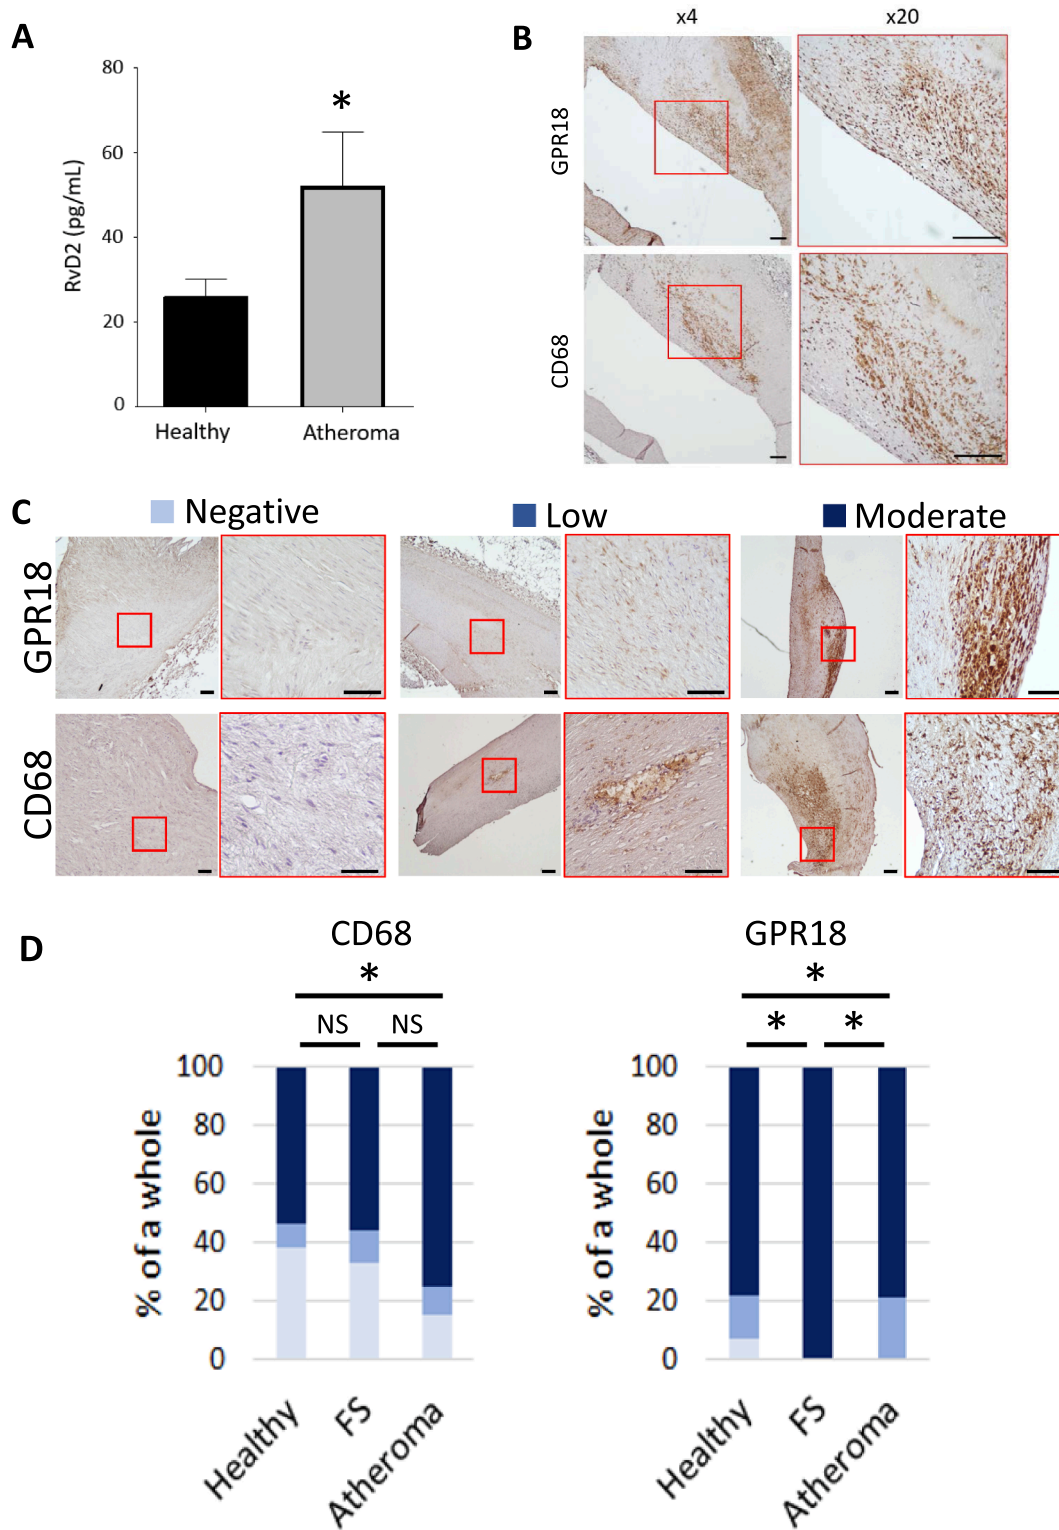 A
80
60
40
20
0
RvD2 (pg/mL)
*
Healthy
Atheroma
B
x4
x20
GPR18
CD68
C
Negative
Low
Moderate
GPR18
CD68
D
CD68
*
NS
NS
100
80
60
40
20
0
% of a whole
Healthy
FS
Atheroma
GPR18
*
*
*
100
80
60
40
20
0
% of a whole
Healthy
FS
Atheroma